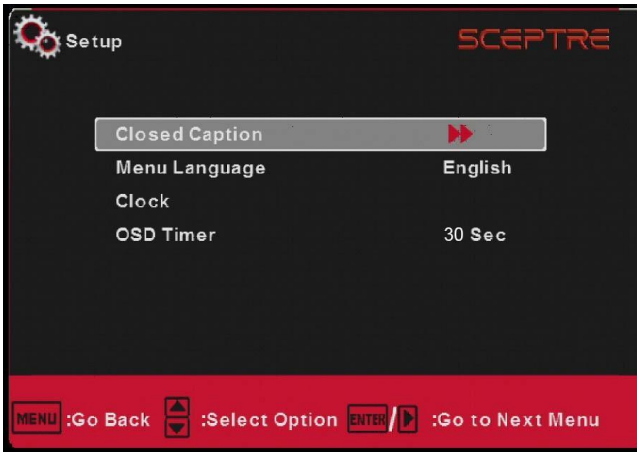 Setup SCEPTRE
Closed Caption
Menu Language English
Clock
OSD Timer 30 Sec
MENU :Go Back :Select Option ENTER/ :Go to Next Menu